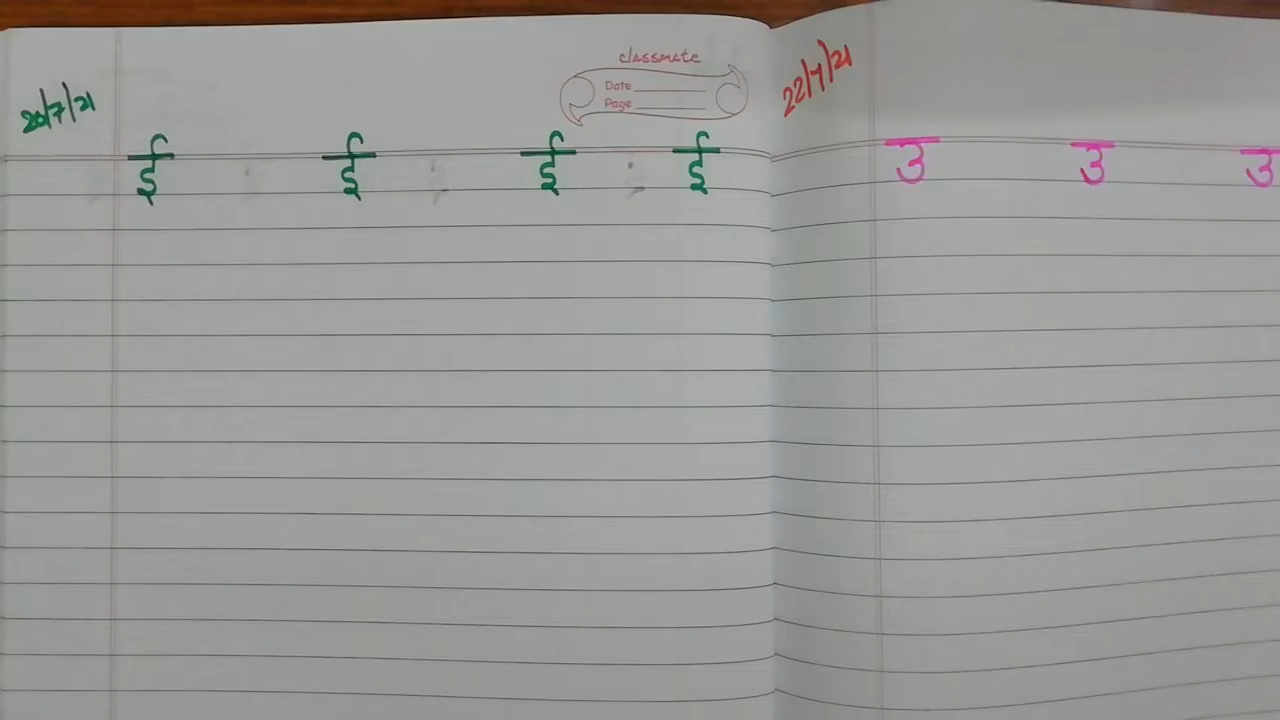 classmate
Date
Page
20/7/21
ई ई ई ई
22/7/21
उ उ उ